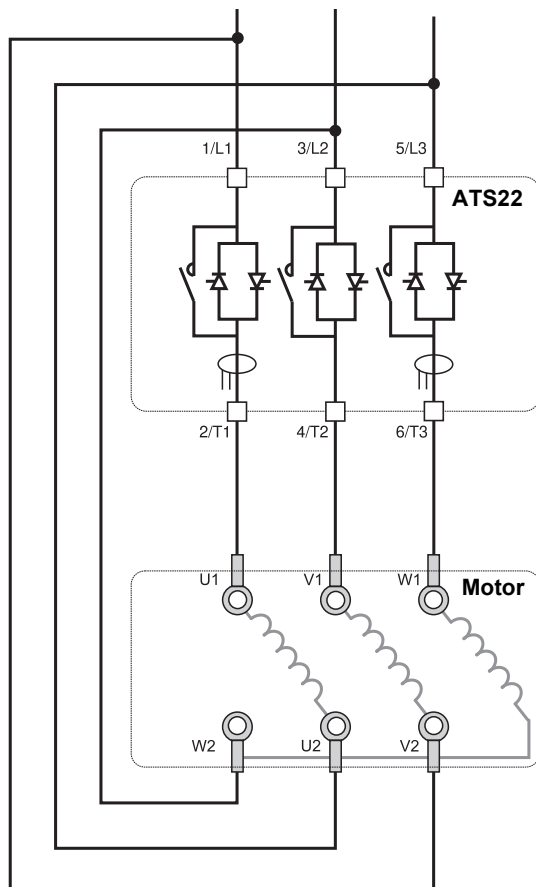 1/L1 3/L2 5/L3
ATS22
2/T1 4/T2 6/T3
U1 V1 W1 Motor
W2 U2 V2